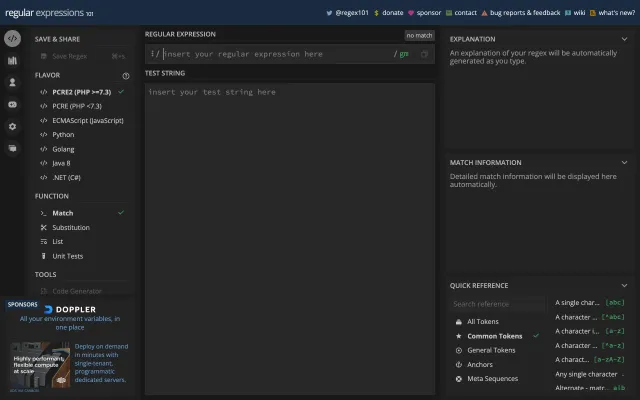 regular expressions 101
@regex101
donate
sponsor
contact
bug reports & feedback
wiki
what's new?
SAVE & SHARE
Save Regex
⌘+s
FLAVOR
</> PCRE2 (PHP >=7.3)
</> PCRE (PHP <7.3)
</> ECMAScript (JavaScript)
</> Python
</> Golang
</> Java 8
</> .NET (C#)
FUNCTION
Match
Substitution
List
Unit Tests
TOOLS
Code Generator
SPONSORS
DOPPLER
All your environment variables, in
one place
Highly performant,
flexible compute
at scale
Deploy on demand
in minutes with
single-tenant,
programmatic
dedicated servers.
REGULAR EXPRESSION
no match
/ insert your regular expression here
/ gm
TEST STRING
insert your test string here
EXPLANATION
An explanation of your regex will be automatically
generated as you type.
MATCH INFORMATION
Detailed match information will be displayed here
automatically.
QUICK REFERENCE
Search reference
All Tokens
Common Tokens
General Tokens
Anchors
Meta Sequences
A single char... [abc]
A character ... [^abc]
A character i... [a-z]
A character ... [^a-z]
A charact... [a-zA-Z]
Any single character .
Alternate - matc... a|b